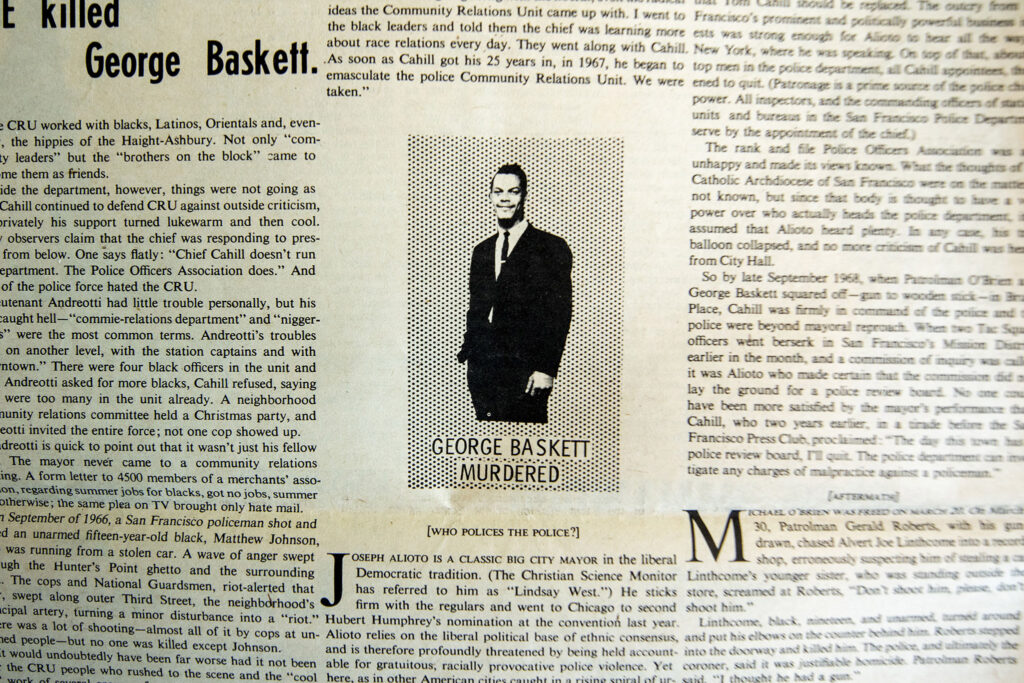 E killed
George Baskett.
e CRU worked with blacks, Latinos, Orientals and, even-
, the hippies of the Haight-Ashbury. Not only “com-
ty leaders” but the “brothers on the block” came to
ome them as friends.
ide the department, however, things were not going as
Cahill continued to defend CRU against outside criticism,
privately his support turned lukewarm and then cool.
y observers claim that the chief was responding to pres-
from below. One says flatly: “Chief Cahill doesn’t run
epartment. The Police Officers Association does.” And
of the police force hated the CRU.
eutenant Andreotti had little trouble personally, but his
caught hell—“commie-relations department” and “nigger-
s” were the most common terms. Andreotti’s troubles
on another level, with the station captains and with
ntown.” There were four black officers in the unit and
Andreotti asked for more blacks, Cahill refused, saying
were too many in the unit already. A neighborhood
unity relations committee held a Christmas party, and
eotti invited the entire force; not one cop showed up.
ndreotti is quick to point out that it wasn’t just his fellow
. The mayor never came to a community relations
ing. A form letter to 4500 members of a merchants’ asso-
on, regarding summer jobs for blacks, got no jobs, summer
otherwise; the same plea on TV brought only hate mail.
n September of 1966, a San Francisco policeman shot and
ed an unarmed fifteen-year-old black, Matthew Johnson,
was running from a stolen car. A wave of anger swept
ugh the Hunter’s Point ghetto and the surrounding
. The cops and National Guardsmen, riot-alerted that
, swept along outer Third Street, the neighborhood’s
cipal artery, turning a minor disturbance into a “riot.”
ere was a lot of shooting—almost all of it by cops at un-
ned people—but no one was killed except Johnson.
it would undoubtedly have been far worse had it not been
the CRU people who rushed to the scene and the “cool
ideas the Community Relations Unit came up with. I went to
the black leaders and told them the chief was learning more
about race relations every day. They went along with Cahill.
As soon as Cahill got his 25 years in, in 1967, he began to
emasculate the police Community Relations Unit. We were
taken.”
GEORGE BASKETT
MURDERED
[WHO POLICES THE POLICE?]
JOSEPH ALIOTO IS A CLASSIC BIG CITY MAYOR in the liberal
Democratic tradition. (The Christian Science Monitor
has referred to him as “Lindsay West.”) He sticks
firm with the regulars and went to Chicago to second
Hubert Humphrey’s nomination at the convention last year.
Alioto relies on the liberal political base of ethnic consensus,
and is therefore profoundly threatened by being held account-
able for gratuitous, racially provocative police violence. Yet
here, as in other American cities caught in a rising spiral of ur-
that Tom Cahill should be replaced. The outcry from
Francisco’s prominent and politically powerful business
ests was strong enough for Alioto to hear all the way
New York, where he was speaking. On top of that, about
top men in the police department, all Cahill appointees,
ened to quit. (Patronage is a prime source of the police
power. All inspectors, and the commanding officers of
units and bureaus in the San Francisco Police Department
serve by the appointment of the chief.)
The rank and file Police Officers Association was
unhappy and made its views known. What the thoughts of
Catholic Archdiocese of San Francisco were on the matter
not known, but since that body is thought to have a
power over who actually heads the police department,
assumed that Alioto heard plenty. In any case, his
balloon collapsed, and no more criticism of Cahill was
from City Hall.
So by late September 1968, when Patrolman O’Brien
George Baskett squared off—gun to wooden stick—in
Place, Cahill was firmly in command of the police and
police were beyond mayoral reproach. When two Tac Squad
officers went berserk in San Francisco’s Mission District
earlier in the month, and a commission of inquiry was
it was Alioto who made certain that the commission did
lay the ground for a police review board. No one
have been more satisfied by the mayor’s performance
Cahill, who two years earlier, in a tirade before the
Francisco Press Club, proclaimed: “The day this town has
police review board, I’ll quit. The police department can
tigate any charges of malpractice against a policeman.”
[AFTERMATH]
MICHAEL O’BRIEN WAS FREED ON MARCH 20. On March
30, Patrolman Gerald Roberts, with his gun
drawn, chased Alvert Joe Linthcome into a record
shop, erroneously suspecting him of stealing a
Linthcome’s younger sister, who was standing outside the
store, screamed at Roberts, “Don’t shoot him, please, don’t
shoot him.”
Linthcome, black, nineteen, and unarmed, turned around
and put his elbows on the counter behind him. Roberts stepped
into the doorway and killed him. The police, and ultimately the
coroner, said it was justifiable homicide. Patrolman Roberts
said, “I thought he had a gun.”